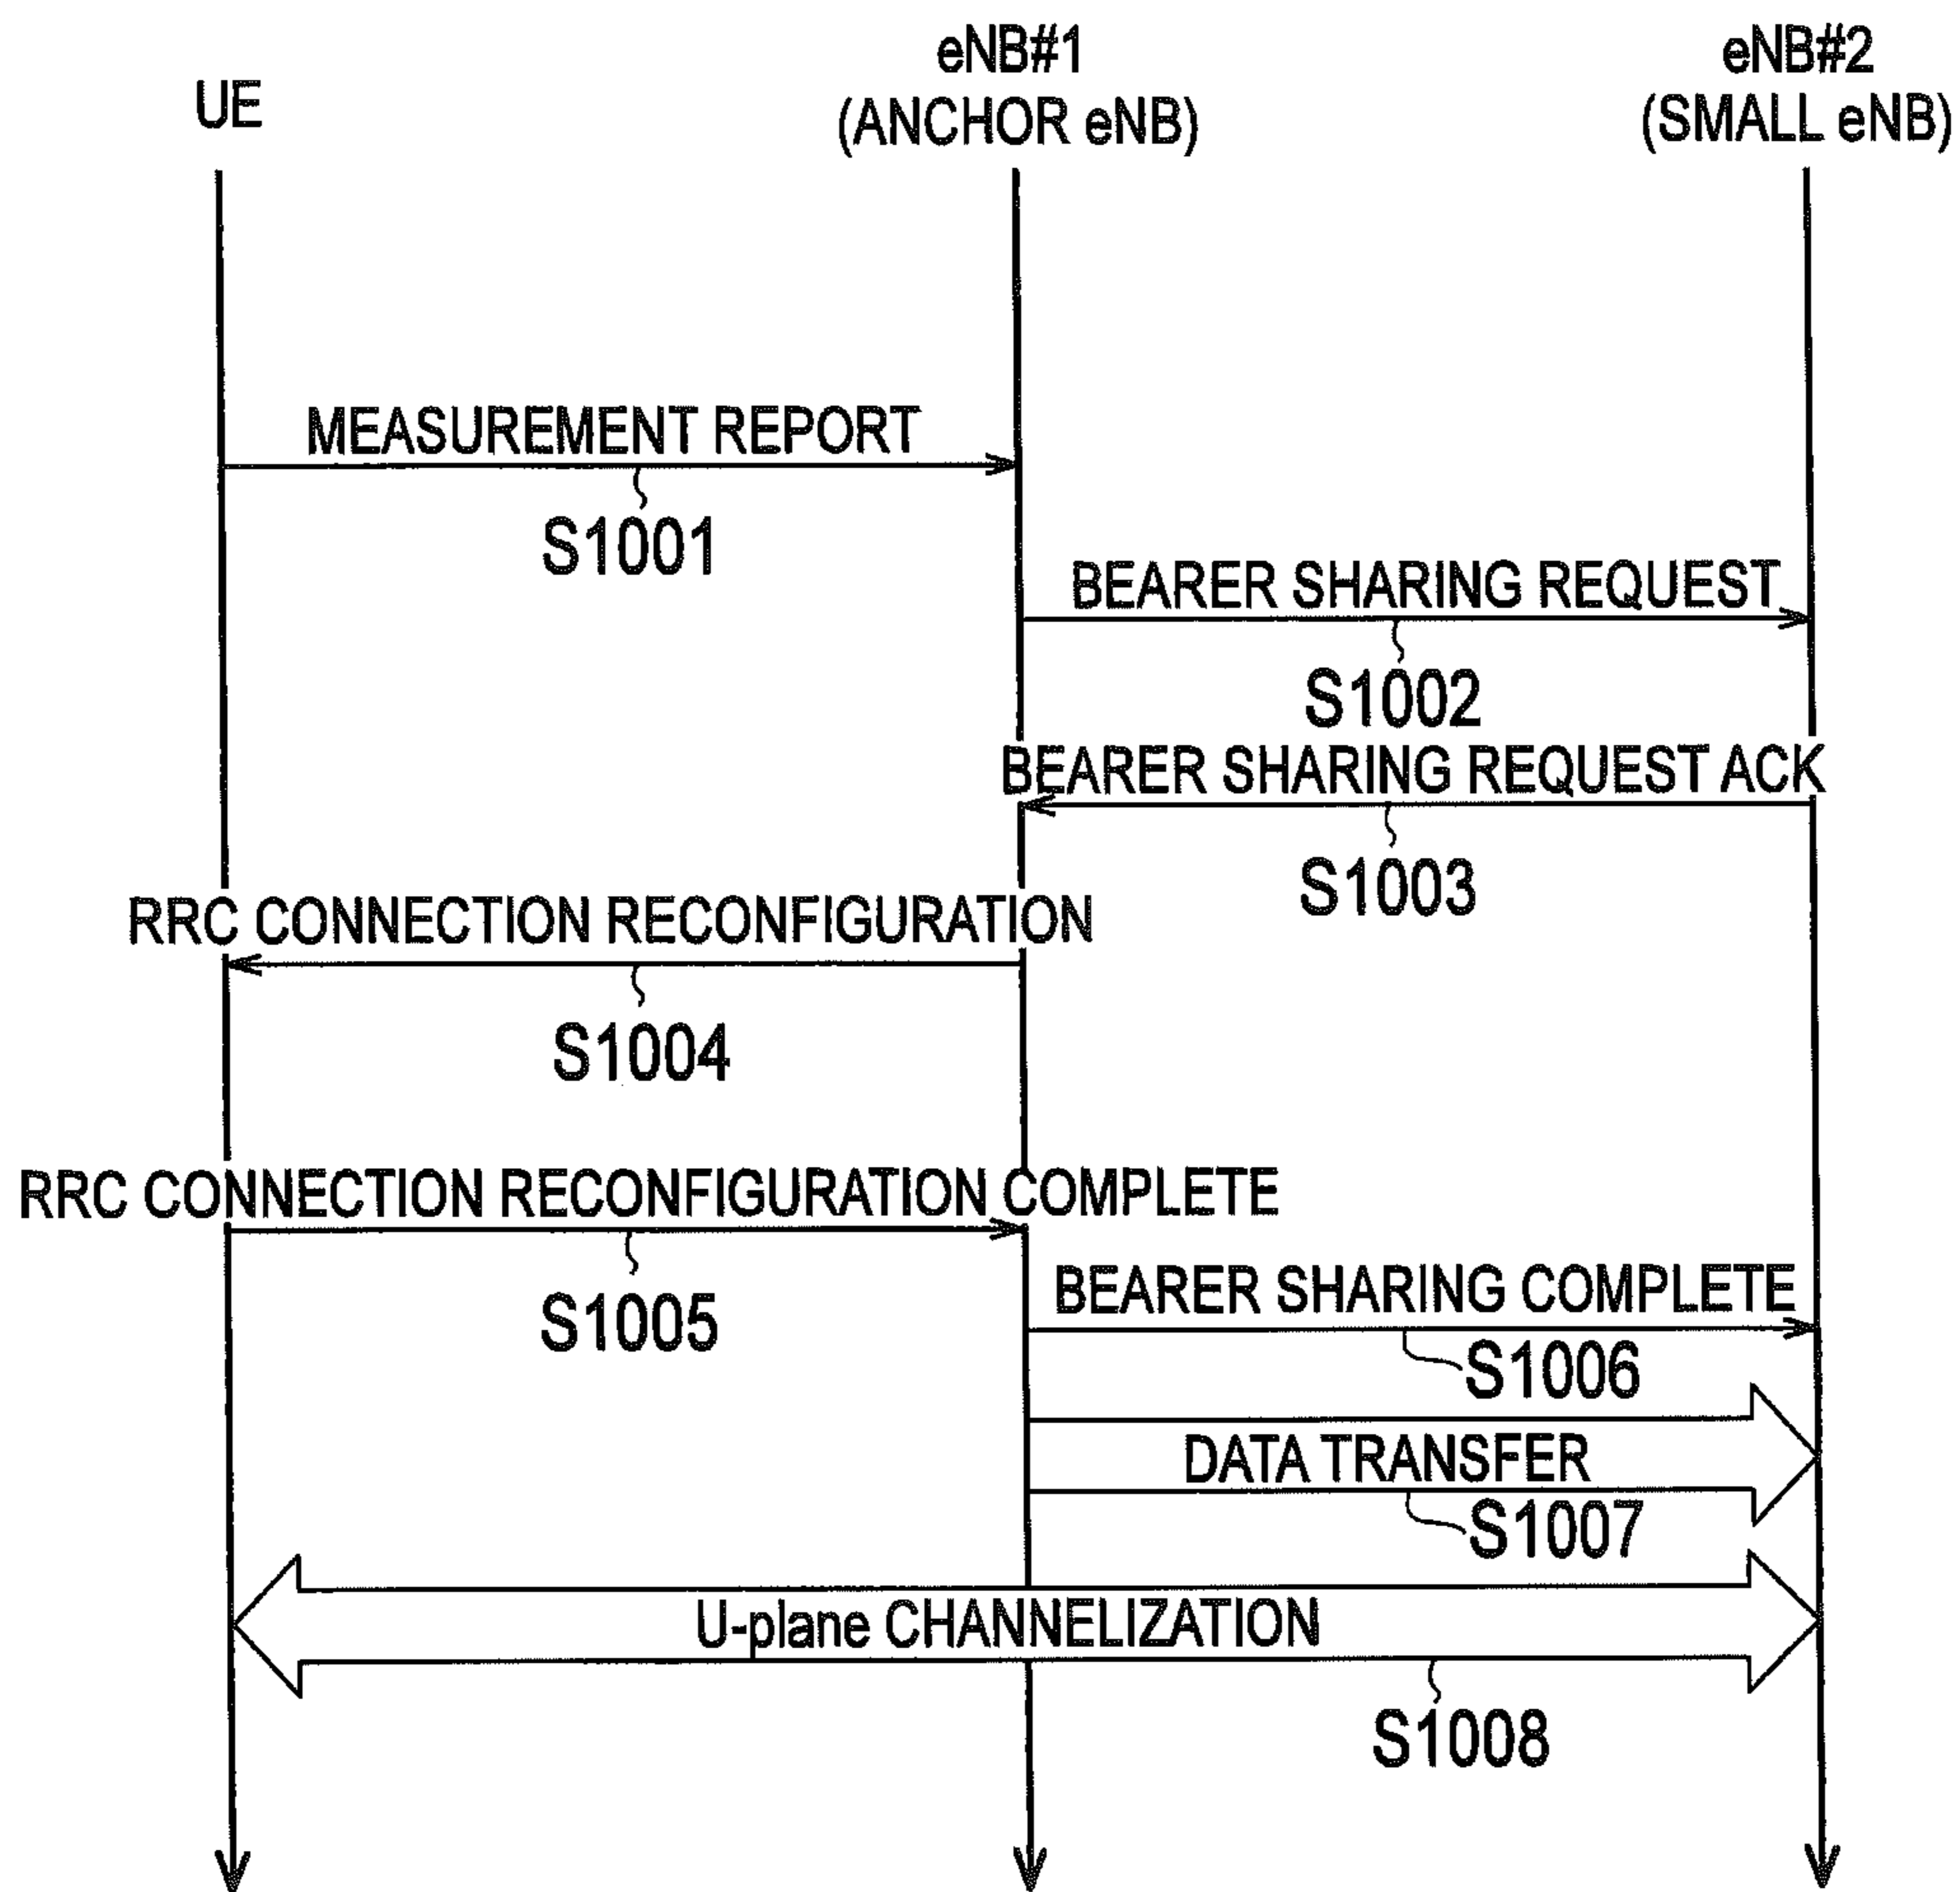 UE
eNB#1
(ANCHOR eNB)
eNB#2
(SMALL eNB)
MEASUREMENT REPORT
S1001
BEARER SHARING REQUEST
S1002
BEARER SHARING REQUEST ACK
S1003
RRC CONNECTION RECONFIGURATION
S1004
RRC CONNECTION RECONFIGURATION COMPLETE
S1005
BEARER SHARING COMPLETE
S1006
DATA TRANSFER
S1007
U-plane CHANNELIZATION
S1008